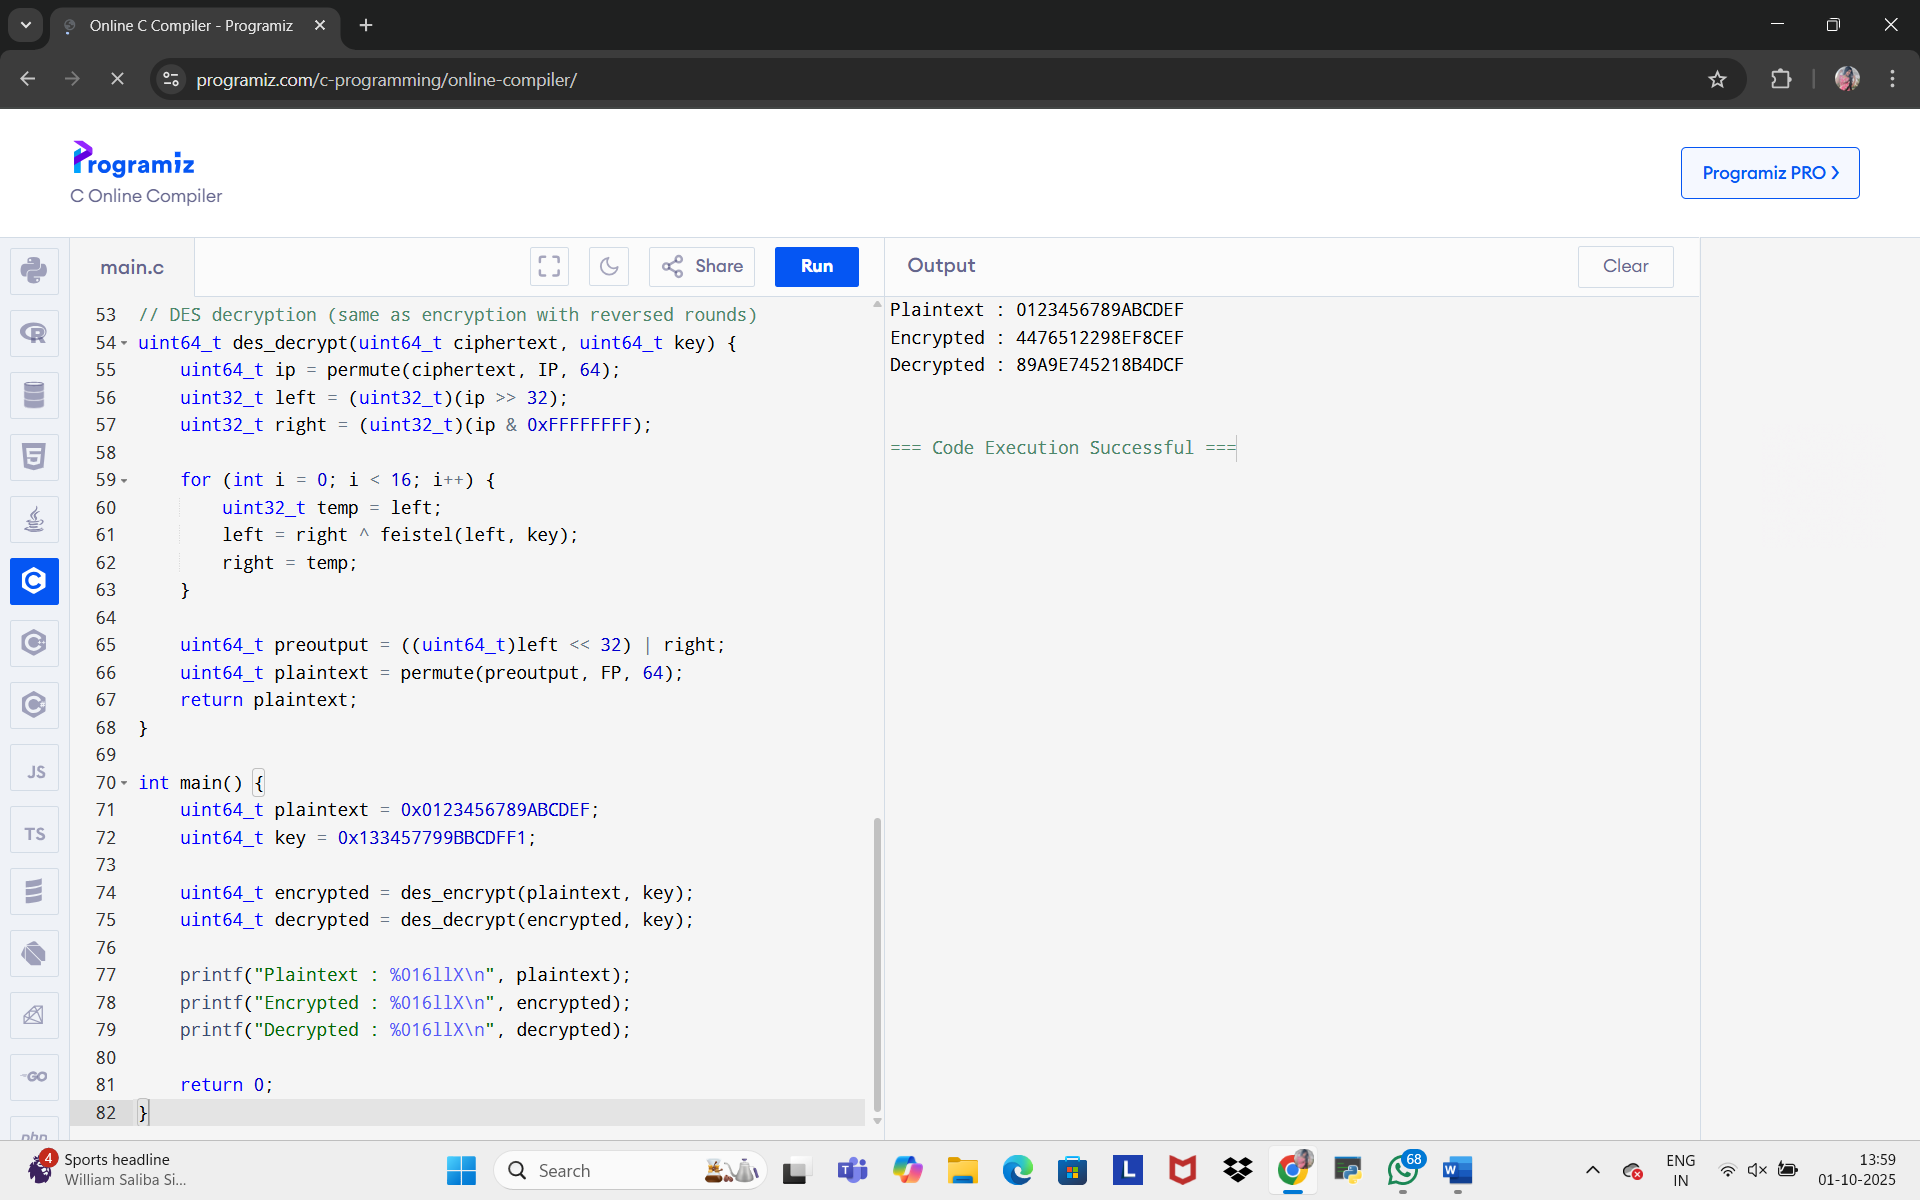 Online C Compiler - Programiz
programiz.com/c-programming/online-compiler/
Programiz
C Online Compiler
Programiz PRO
main.c
Share
Run
Output
Clear
53 // DES decryption (same as encryption with reversed rounds)
54 uint64_t des_decrypt(uint64_t ciphertext, uint64_t key) {
55     uint64_t ip = permute(ciphertext, IP, 64);
56     uint32_t left = (uint32_t)(ip >> 32);
57     uint32_t right = (uint32_t)(ip & 0xFFFFFFFF);
58
59     for (int i = 0; i < 16; i++) {
60         uint32_t temp = left;
61         left = right ^ feistel(left, key);
62         right = temp;
63     }
64
65     uint64_t preoutput = ((uint64_t)left << 32) | right;
66     uint64_t plaintext = permute(preoutput, FP, 64);
67     return plaintext;
68 }
69
70 int main() {
71     uint64_t plaintext = 0x0123456789ABCDEF;
72     uint64_t key = 0x133457799BBCDFF1;
73
74     uint64_t encrypted = des_encrypt(plaintext, key);
75     uint64_t decrypted = des_decrypt(encrypted, key);
76
77     printf("Plaintext : %016llX\n", plaintext);
78     printf("Encrypted : %016llX\n", encrypted);
79     printf("Decrypted : %016llX\n", decrypted);
80
81     return 0;
82 }
Plaintext : 0123456789ABCDEF
Encrypted : 4476512298EF8CEF
Decrypted : 89A9E745218B4DCF
=== Code Execution Successful ===
JS
TS
GO
php
4
Sports headline
William Saliba Si...
Search
L
68
W
ENG
IN
13:59
01-10-2025